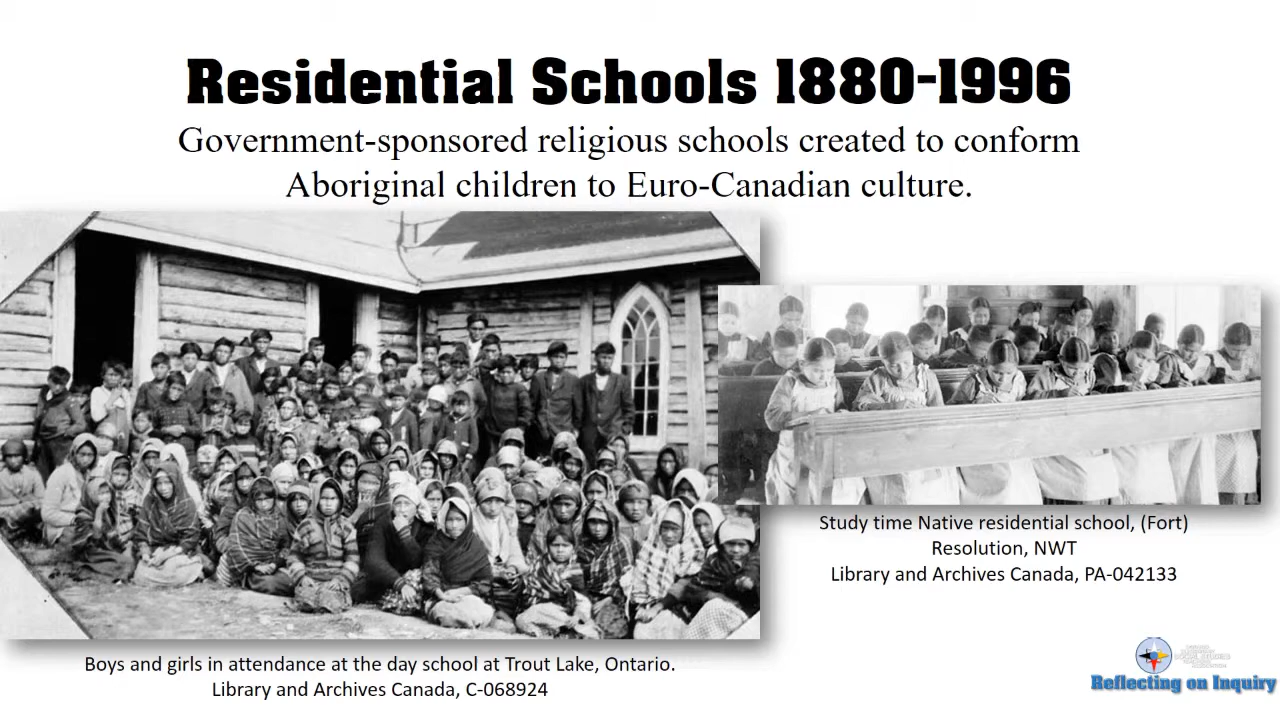 Residential Schools 1880-1996
Government-sponsored religious schools created to conform
Aboriginal children to Euro-Canadian culture.
Study time Native residential school, (Fort)
Resolution, NWT
Library and Archives Canada, PA-042133
Boys and girls in attendance at the day school at Trout Lake, Ontario.
Library and Archives Canada, C-068924
SOCIAL STUDIES
Reflecting on Inquiry